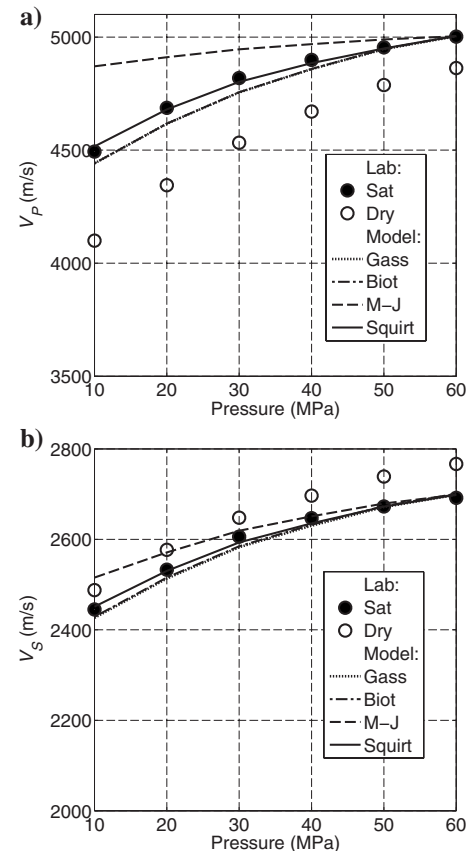 a)
5000
4500
4000
3500
V_P (m/s)
Lab:
Sat
Dry
Model:
Gass
Biot
M–J
Squirt
10 20 30 40 50 60
Pressure (MPa)
b)
2800
2600
2400
2200
2000
V_S (m/s)
Lab:
Sat
Dry
Model:
Gass
Biot
M–J
Squirt
10 20 30 40 50 60
Pressure (MPa)